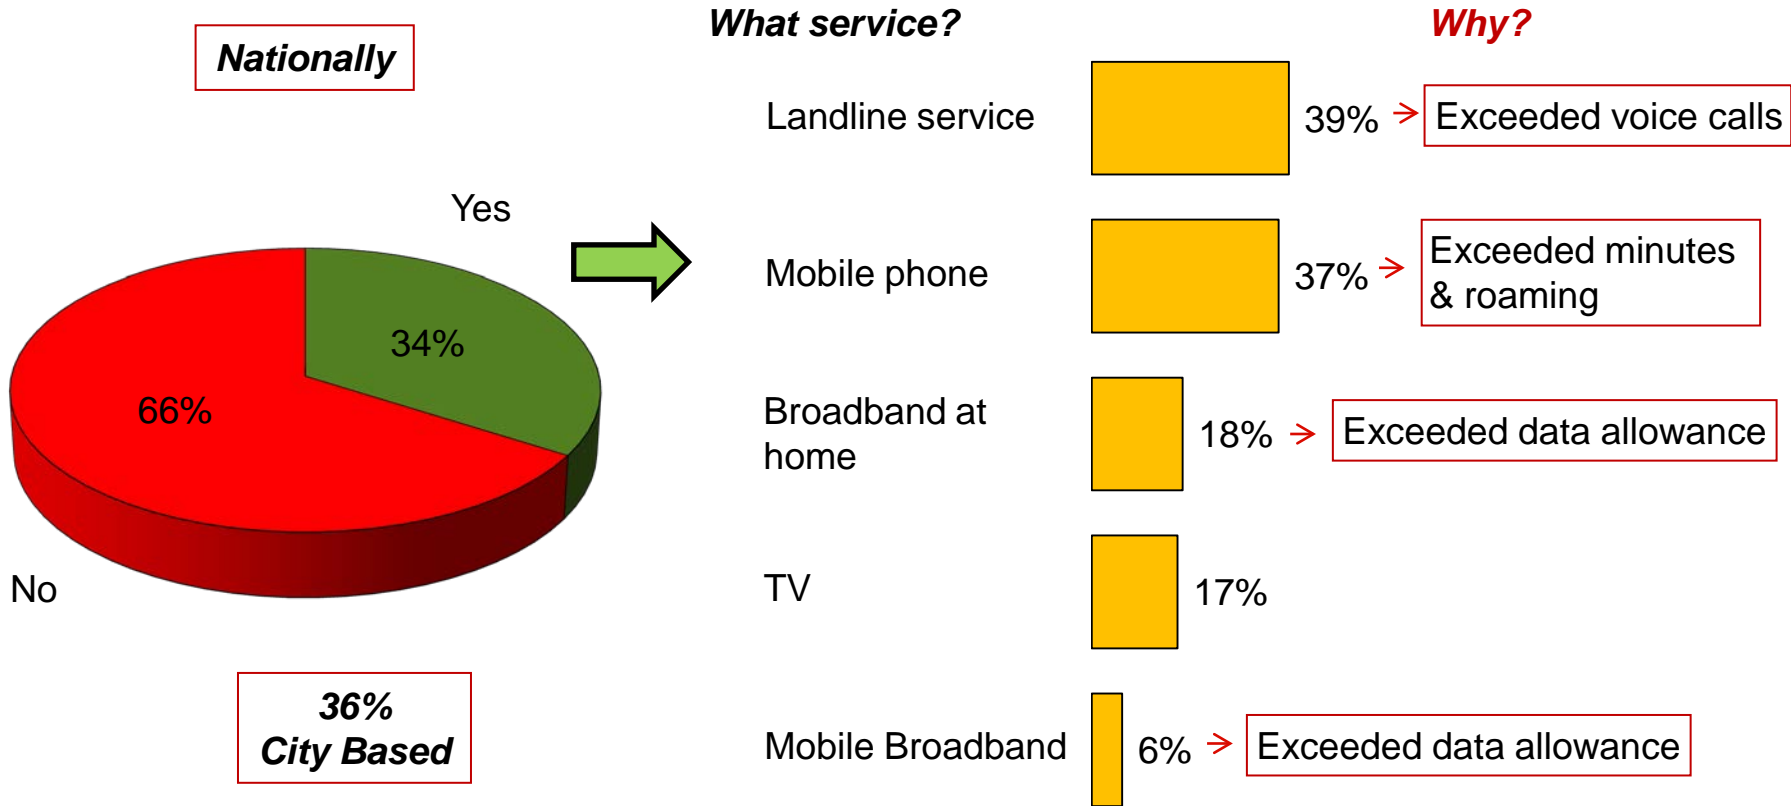 Nationally
Yes
34%
66%
No
36%
City Based
What service?
Why?
Landline service
39%
Exceeded voice calls
Mobile phone
37%
Exceeded minutes
& roaming
Broadband at
home
18%
Exceeded data allowance
TV
17%
Mobile Broadband
6%
Exceeded data allowance